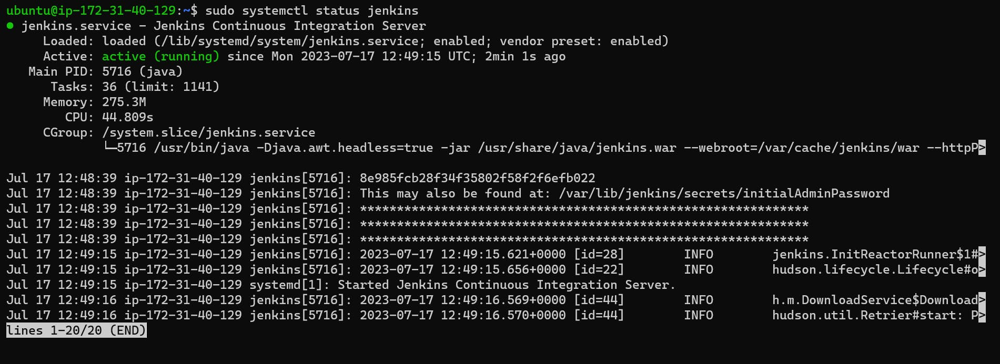 ubuntu@ip-172-31-40-129:~$ sudo systemctl status jenkins
● jenkins.service - Jenkins Continuous Integration Server
     Loaded: loaded (/lib/systemd/system/jenkins.service; enabled; vendor preset: enabled)
     Active: active (running) since Mon 2023-07-17 12:49:15 UTC; 2min 1s ago
   Main PID: 5716 (java)
      Tasks: 36 (limit: 1141)
     Memory: 275.3M
        CPU: 44.809s
     CGroup: /system.slice/jenkins.service
             └─5716 /usr/bin/java -Djava.awt.headless=true -jar /usr/share/java/jenkins.war --webroot=/var/cache/jenkins/war --httpP>

Jul 17 12:48:39 ip-172-31-40-129 jenkins[5716]: 8e985fcb28f34f35802f58f2f6efb022
Jul 17 12:48:39 ip-172-31-40-129 jenkins[5716]: This may also be found at: /var/lib/jenkins/secrets/initialAdminPassword
Jul 17 12:48:39 ip-172-31-40-129 jenkins[5716]: *************************************************************
Jul 17 12:48:39 ip-172-31-40-129 jenkins[5716]: *************************************************************
Jul 17 12:48:39 ip-172-31-40-129 jenkins[5716]: *************************************************************
Jul 17 12:49:15 ip-172-31-40-129 jenkins[5716]: 2023-07-17 12:49:15.621+0000 [id=28]        INFO        jenkins.InitReactorRunner$1#>
Jul 17 12:49:15 ip-172-31-40-129 jenkins[5716]: 2023-07-17 12:49:15.656+0000 [id=22]        INFO        hudson.lifecycle.Lifecycle#o>
Jul 17 12:49:15 ip-172-31-40-129 systemd[1]: Started Jenkins Continuous Integration Server.
Jul 17 12:49:16 ip-172-31-40-129 jenkins[5716]: 2023-07-17 12:49:16.569+0000 [id=44]        INFO        h.m.DownloadService$Download>
Jul 17 12:49:16 ip-172-31-40-129 jenkins[5716]: 2023-07-17 12:49:16.570+0000 [id=44]        INFO        hudson.util.Retrier#start: P>
lines 1-20/20 (END)